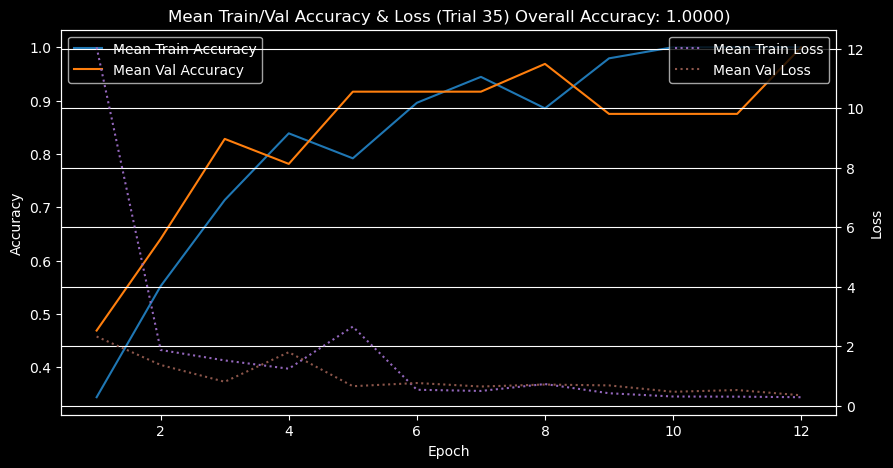 Mean Train/Val Accuracy & Loss (Trial 35) Overall Accuracy: 1.0000)
Mean Train Accuracy
Mean Val Accuracy
Mean Train Loss
Mean Val Loss
1.0
0.9
0.8
0.7
0.6
0.5
0.4
Accuracy
12
10
8
6
4
2
0
Loss
2 4 6 8 10 12
Epoch